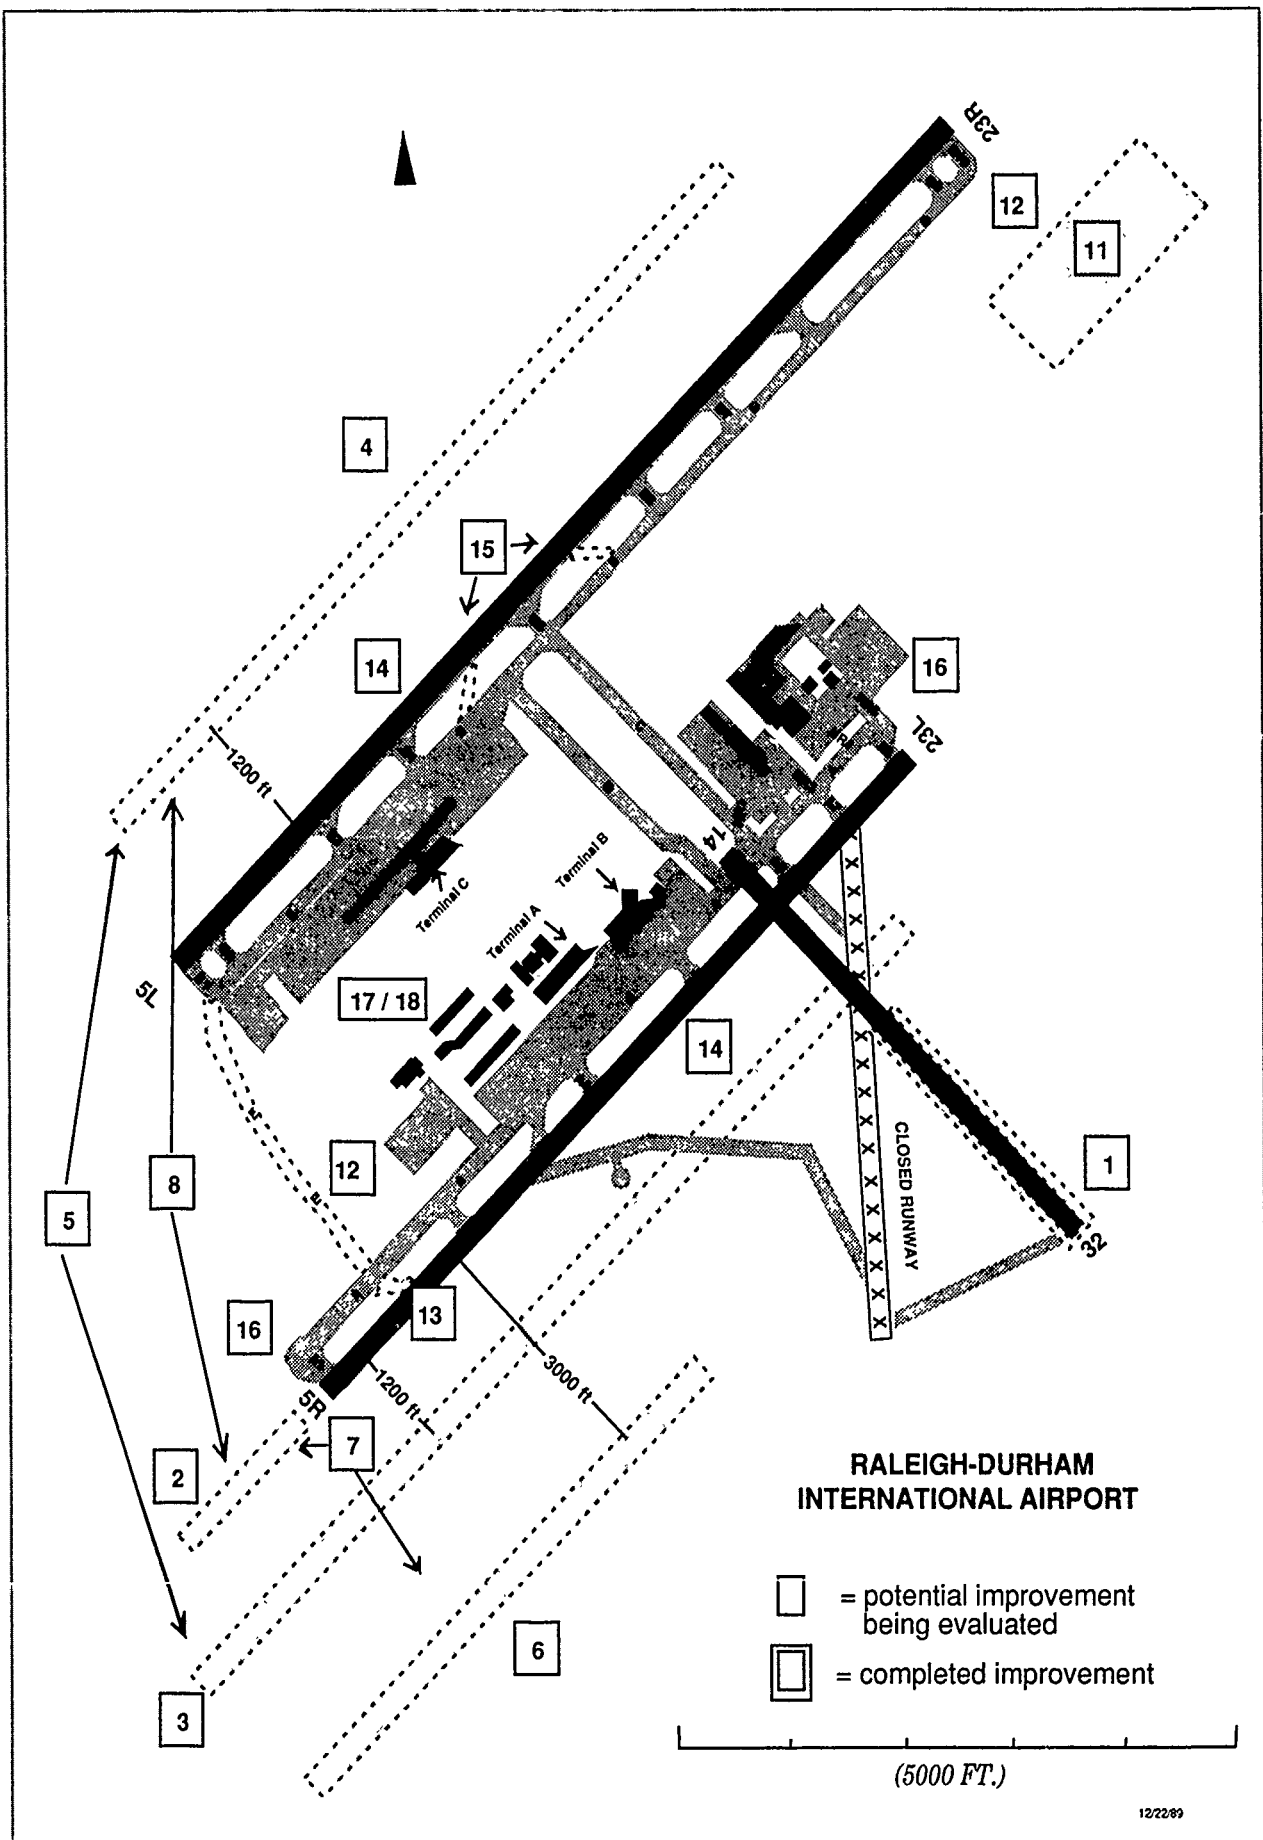 23R
12
11
4
15
14
16
23L
1200 ft
14
Terminal B
Terminal C
Terminal A
5L
17 / 18
14
CLOSED RUNWAY
1
12
8
5
32
16
13
3000 ft
1200 ft
5R
7
2
RALEIGH-DURHAM
INTERNATIONAL AIRPORT
= potential improvement
being evaluated
6
= completed improvement
3
(5000 FT.)
12/22/89